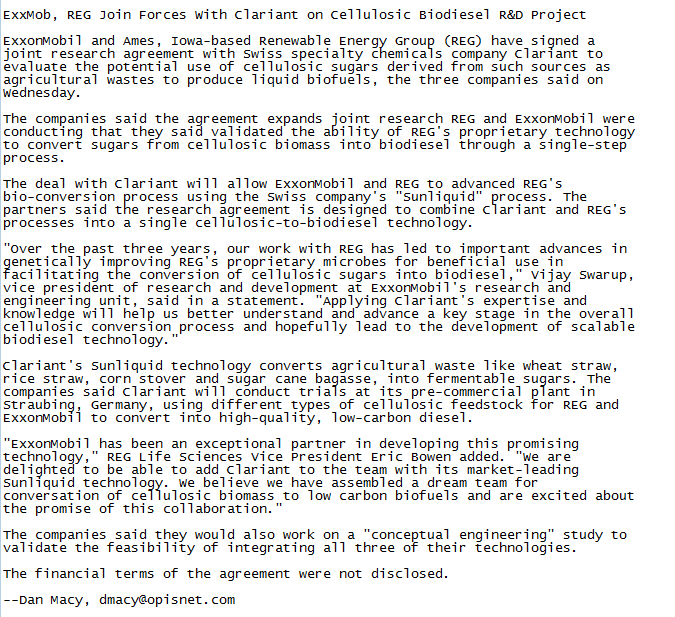 ExxMob, REG Join Forces With Clariant on Cellulosic Biodiesel R&D Project
ExxonMobil and Ames, Iowa-based Renewable Energy Group (REG) have signed a
joint research agreement with Swiss specialty chemicals company Clariant to
evaluate the potential use of cellulosic sugars derived from such sources as
agricultural wastes to produce liquid biofuels, the three companies said on
Wednesday.
The companies said the agreement expands joint research REG and ExxonMobil were
conducting that they said validated the ability of REG's proprietary technology
to convert sugars from cellulosic biomass into biodiesel through a single-step
process.
The deal with Clariant will allow ExxonMobil and REG to advanced REG's
bio-conversion process using the Swiss company's "Sunliquid" process. The
partners said the research agreement is designed to combine Clariant and REG's
processes into a single cellulosic-to-biodiesel technology.
"Over the past three years, our work with REG has led to important advances in
genetically improving REG's proprietary microbes for beneficial use in
facilitating the conversion of cellulosic sugars into biodiesel," Vijay Swarup,
vice president of research and development at ExxonMobil's research and
engineering unit, said in a statement. "Applying Clariant's expertise and
knowledge will help us better understand and advance a key stage in the overall
cellulosic conversion process and hopefully lead to the development of scalable
biodiesel technology."
Clariant's Sunliquid technology converts agricultural waste like wheat straw,
rice straw, corn stover and sugar cane bagasse, into fermentable sugars. The
companies said Clariant will conduct trials at its pre-commercial plant in
Straubing, Germany, using different types of cellulosic feedstock for REG and
ExxonMobil to convert into high-quality, low-carbon diesel.
"ExxonMobil has been an exceptional partner in developing this promising
technology," REG Life Sciences Vice President Eric Bowen added. "We are
delighted to be able to add Clariant to the team with its market-leading
Sunliquid technology. We believe we have assembled a dream team for
conversation of cellulosic biomass to low carbon biofuels and are excited about
the promise of this collaboration."
The companies said they would also work on a "conceptual engineering" study to
validate the feasibility of integrating all three of their technologies.
The financial terms of the agreement were not disclosed.
--Dan Macy, dmacy@opisnet.com